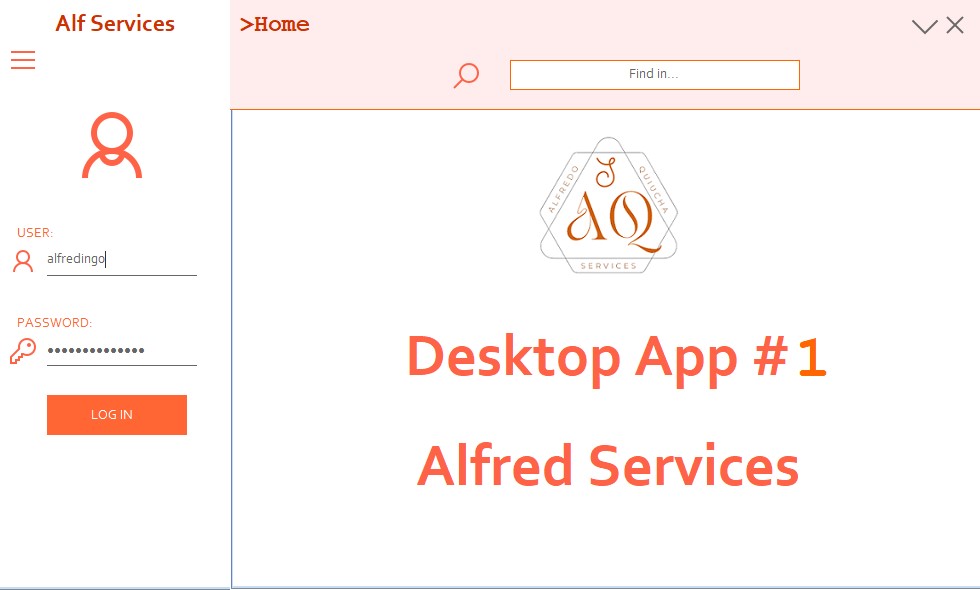 Alf Services
>Home
Find in...
USER:
alfredingo
PASSWORD:
••••••••••••••
LOG IN
ALFREDO
QUIUCHA
S
AQ
SERVICES
Desktop App #1
Alfred Services